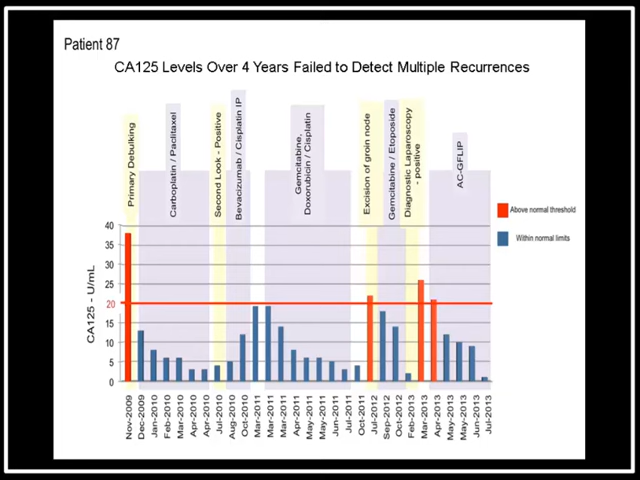 Patient 87
CA125 Levels Over 4 Years Failed to Detect Multiple Recurrences
Primary Debulking
Carboplatin / Paclitaxel
Second Look - Positive
Bevacizumab / Cisplatin IP
Gemcitabine,
Doxorubicin / Cisplatin
Excision of groin node
Gemcitabine / Etoposide
Diagnostic Laparoscopy
- positive
AC-GFLIP
Above normal threshold
Within normal limits
CA125 - U/mL
40
35
30
25
20
15
10
5
0
Nov-2009
Dec-2009
Jan-2010
Feb-2010
Mar-2010
Apr-2010
Apr-2010
Jul-2010
Aug-2010
Oct-2010
Mar-2011
Mar-2011
Mar-2011
Apr-2011
May-2011
May-2011
Jun-2011
Jul-2011
Oct-2011
Jul-2012
Sep-2012
Oct-2012
Feb-2013
Mar-2013
Apr-2013
May-2013
May-2013
Jun-2013
Jul-2013